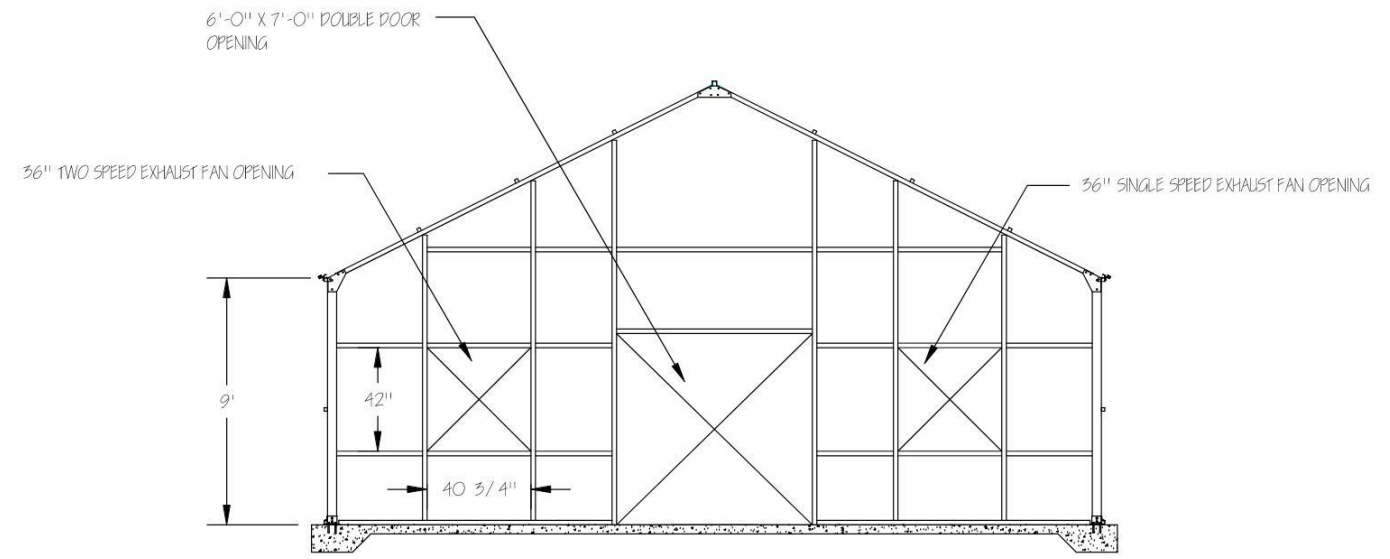 6'-0" X 7'-0" DOUBLE DOOR
OPENING
36" TWO SPEED EXHAUST FAN OPENING
36" SINGLE SPEED EXHAUST FAN OPENING
9'
42"
40 3/4"